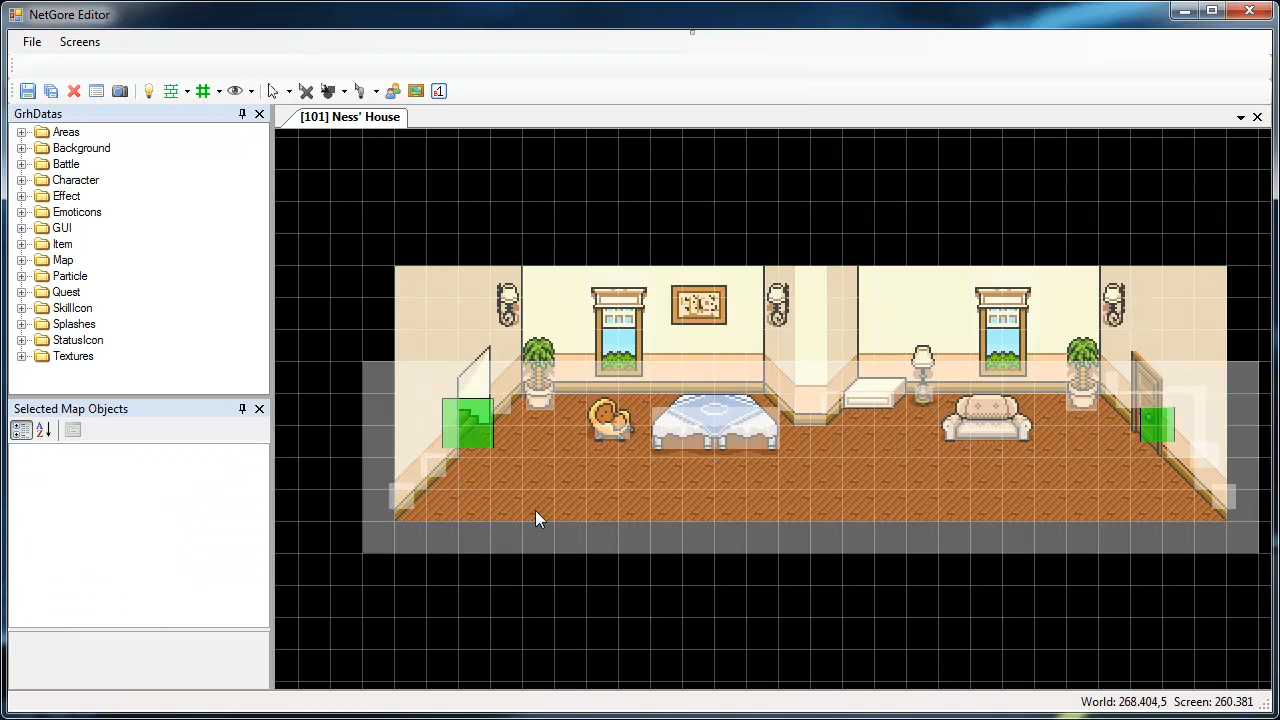 NetGore Editor
File Screens
GrhDatas
[101] Ness' House
Areas
Background
Battle
Character
Effect
Emoticons
GUI
Item
Map
Particle
Quest
SkillIcon
Splashes
StatusIcon
Textures
Selected Map Objects
World: 268.404,5 Screen: 260.381